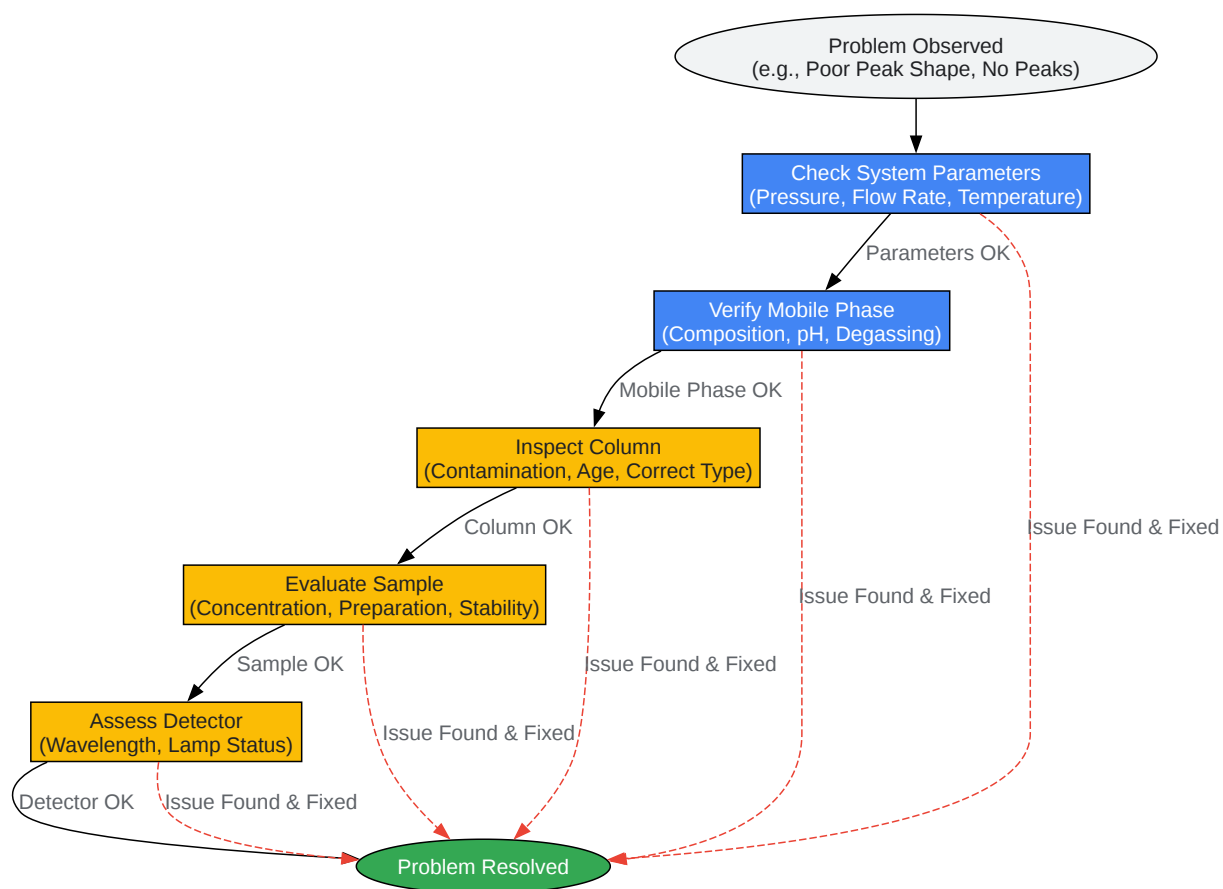 Problem Observed
(e.g., Poor Peak Shape, No Peaks)
Check System Parameters
(Pressure, Flow Rate, Temperature)
Parameters OK
Verify Mobile Phase
(Composition, pH, Degassing)
Mobile Phase OK
Inspect Column
(Contamination, Age, Correct Type)
Column OK
Issue Found & Fixed
Evaluate Sample
(Concentration, Preparation, Stability)
Issue Found & Fixed
Sample OK
Issue Found & Fixed
Assess Detector
(Wavelength, Lamp Status)
Issue Found & Fixed
Detector OK
Issue Found & Fixed
Problem Resolved